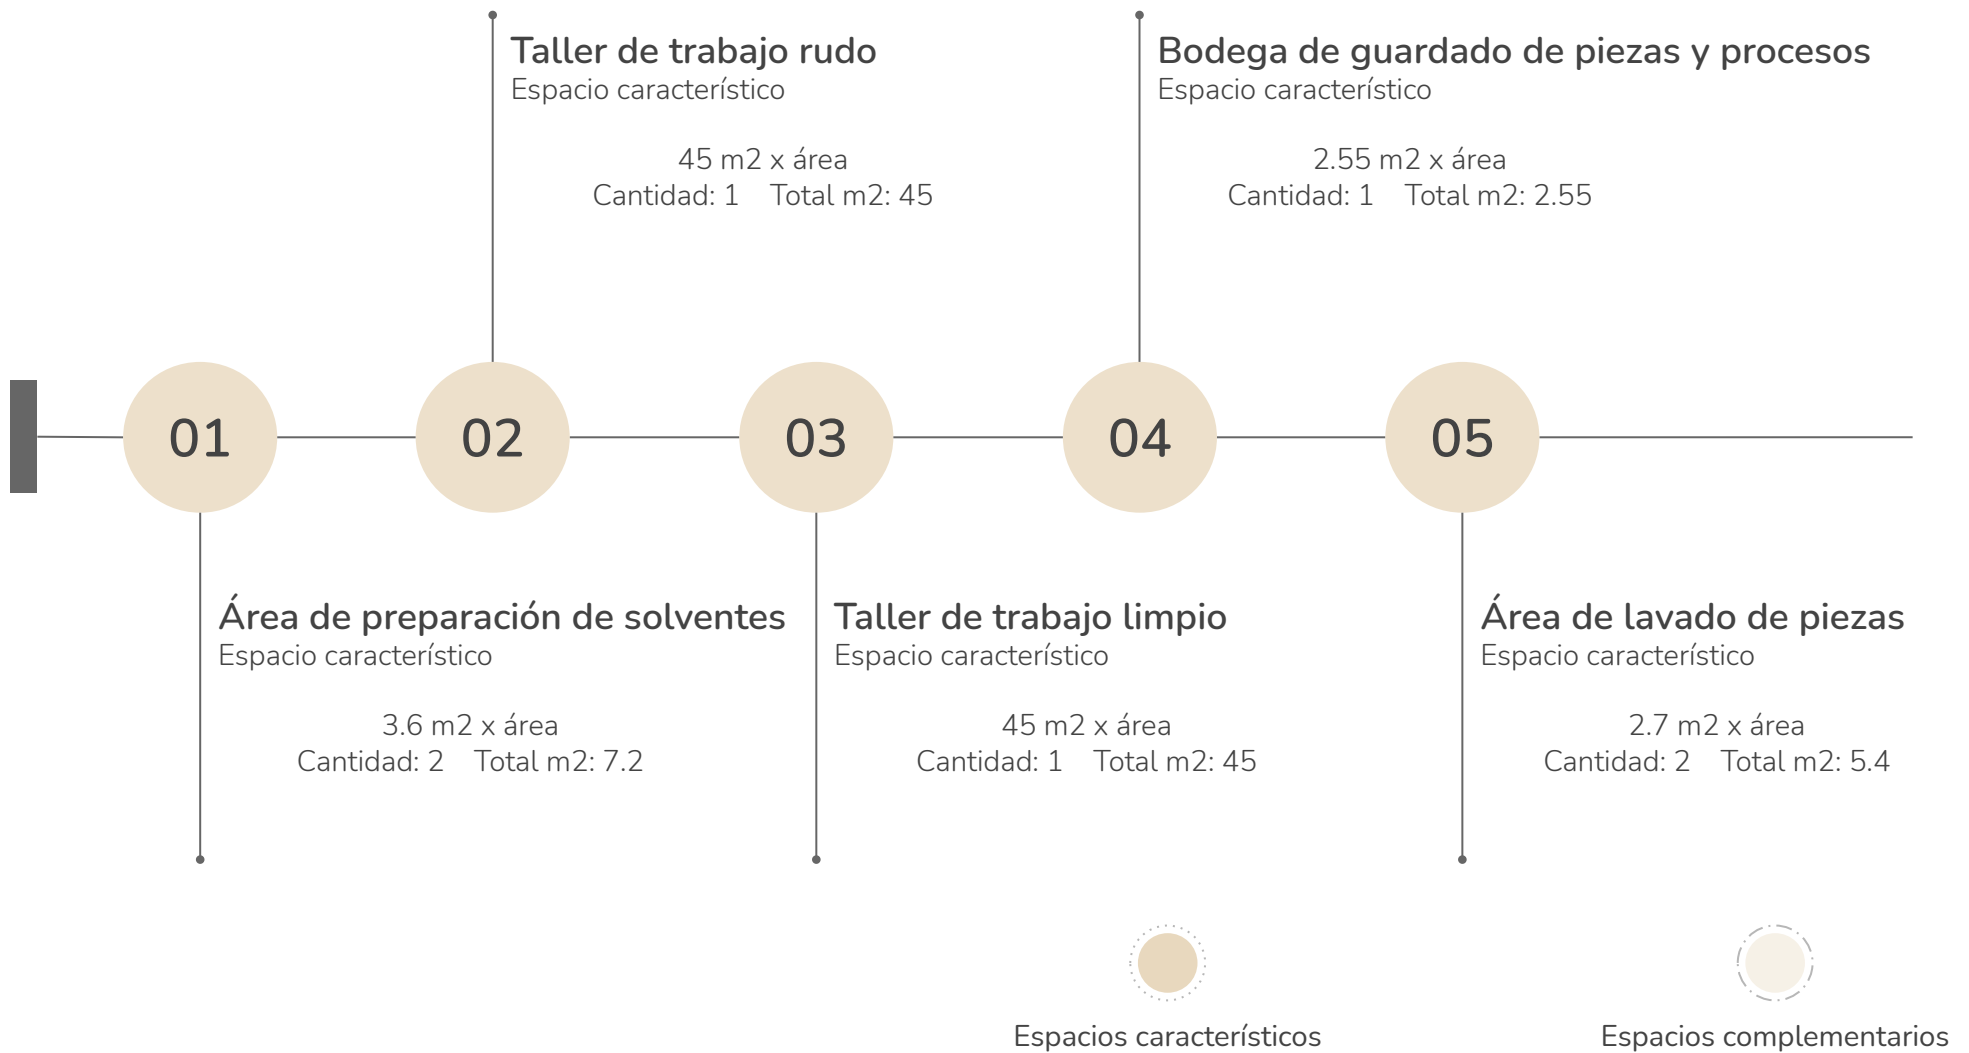 Taller de trabajo rudo
Espacio característico
45 m2 x área
Cantidad: 1 Total m2: 45
Bodega de guardado de piezas y procesos
Espacio característico
2.55 m2 x área
Cantidad: 1 Total m2: 2.55
01
02
03
04
05
Área de preparación de solventes
Espacio característico
3.6 m2 x área
Cantidad: 2 Total m2: 7.2
Taller de trabajo limpio
Espacio característico
45 m2 x área
Cantidad: 1 Total m2: 45
Área de lavado de piezas
Espacio característico
2.7 m2 x área
Cantidad: 2 Total m2: 5.4
Espacios característicos
Espacios complementarios